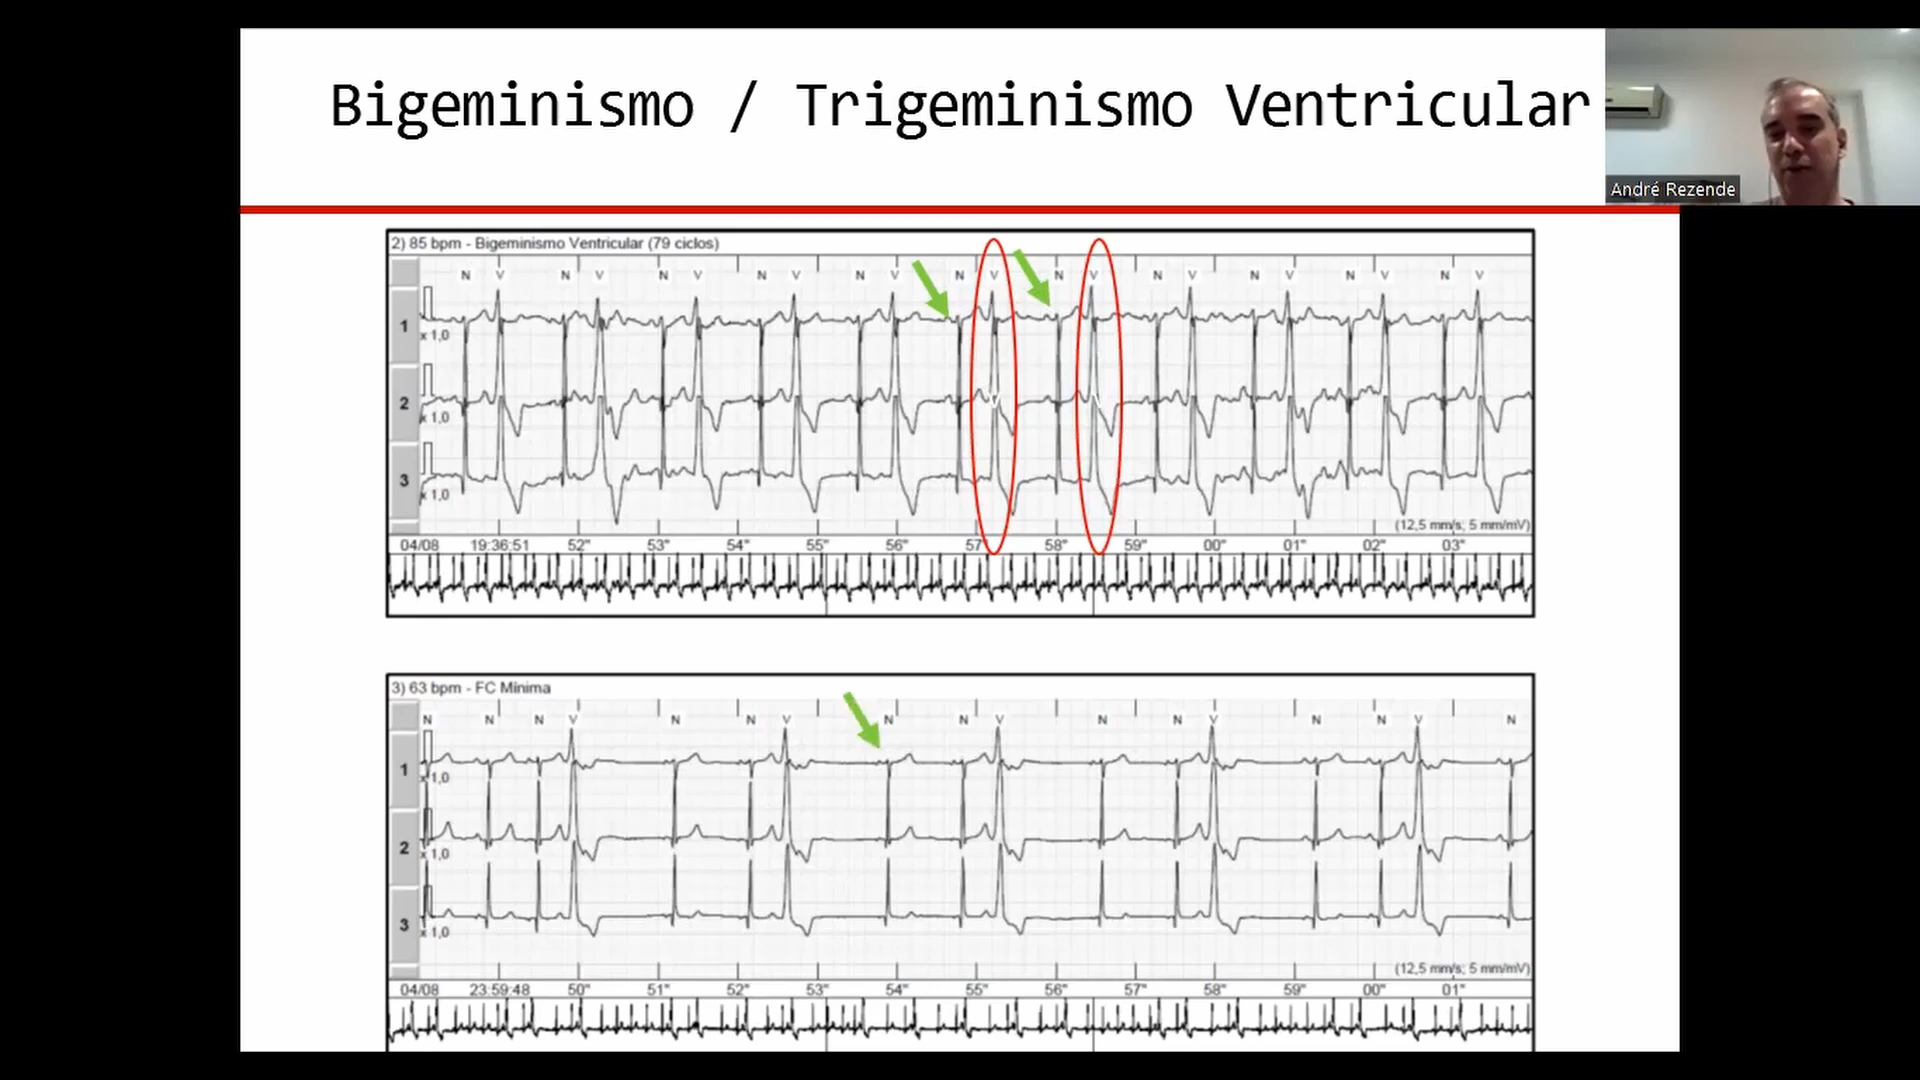 Bigeminismo / Trigeminismo Ventricular
André Rezende
2) 85 bpm - Bigeminismo Ventricular (79 ciclos)
N V N V N V N V N V N V N V N V N V N V N V
1
x 1,0
2
x 1,0
3
x 1,0
(12,5 mm/s; 5 mm/mV)
04/08 19:36:51 52" 53" 54" 55" 56" 57" 58" 59" 00" 01" 02" 03"
3) 63 bpm - FC Mínima
N N N V N N V N N V N N V N N V N
1
x 1,0
2
x 1,0
3
x 1,0
(12,5 mm/s; 5 mm/mV)
04/08 23:59:48 50" 51" 52" 53" 54" 55" 56" 57" 58" 59" 00" 01"